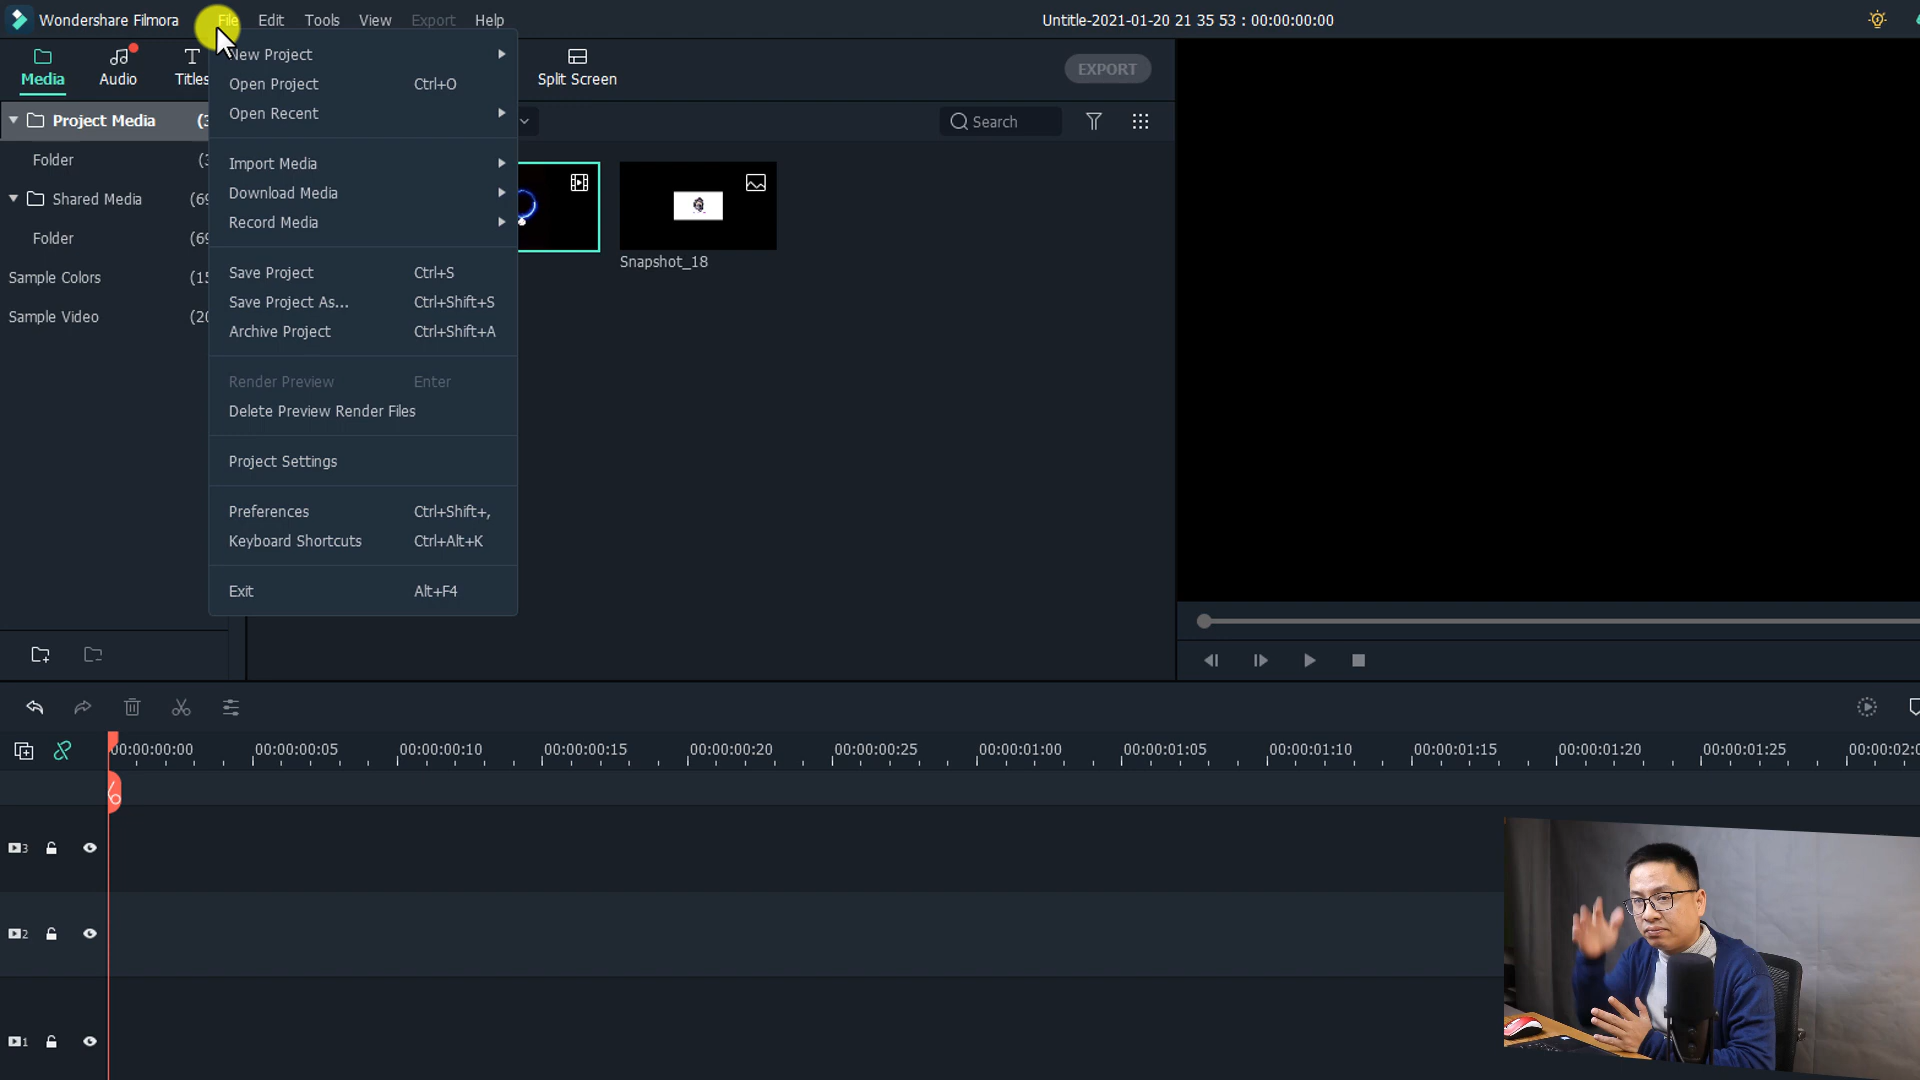 Wondershare Filmora File Edit Tools View Export Help Untitle-2021-01-20 21 35 53 : 00:00:00:00
Media Audio Titles Split Screen EXPORT
Project Media (3
Search
Folder (3
Shared Media (69
Folder (69
Sample Colors (15
Sample Video (20
New Project
Open Project Ctrl+O
Open Recent
Import Media
Download Media
Record Media
Save Project Ctrl+S
Save Project As... Ctrl+Shift+S
Archive Project Ctrl+Shift+A
Render Preview Enter
Delete Preview Render Files
Project Settings
Preferences Ctrl+Shift+,
Keyboard Shortcuts Ctrl+Alt+K
Exit Alt+F4
Snapshot_18
00:00:00:00 00:00:00:05 00:00:00:10 00:00:00:15 00:00:00:20 00:00:00:25 00:00:01:00 00:00:01:05 00:00:01:10 00:00:01:15 00:00:01:20 00:00:01:25 00:00:02:0
3
2
1